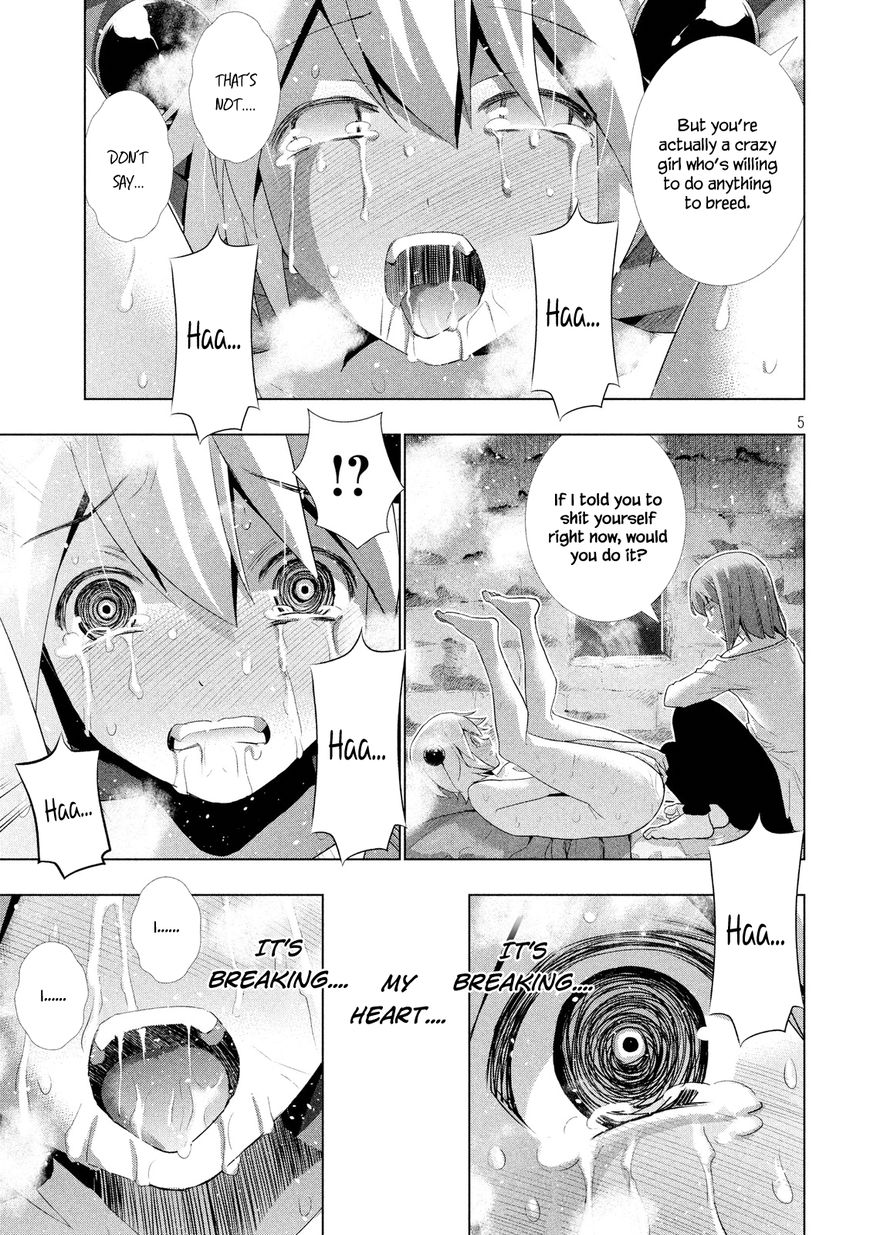 But you're
actually a crazy
girl who's willing
to do anything
to breed.
THAT'S
NOT....
DON'T
SAY...
Haa...
Haa...
5
If I told you to
shit yourself
right now, would
you do it?
!?
Haa...
Haa...
Haa...
IT'S
BREAKING....
MY
HEART....
IT'S
BREAKING....
I......
I......